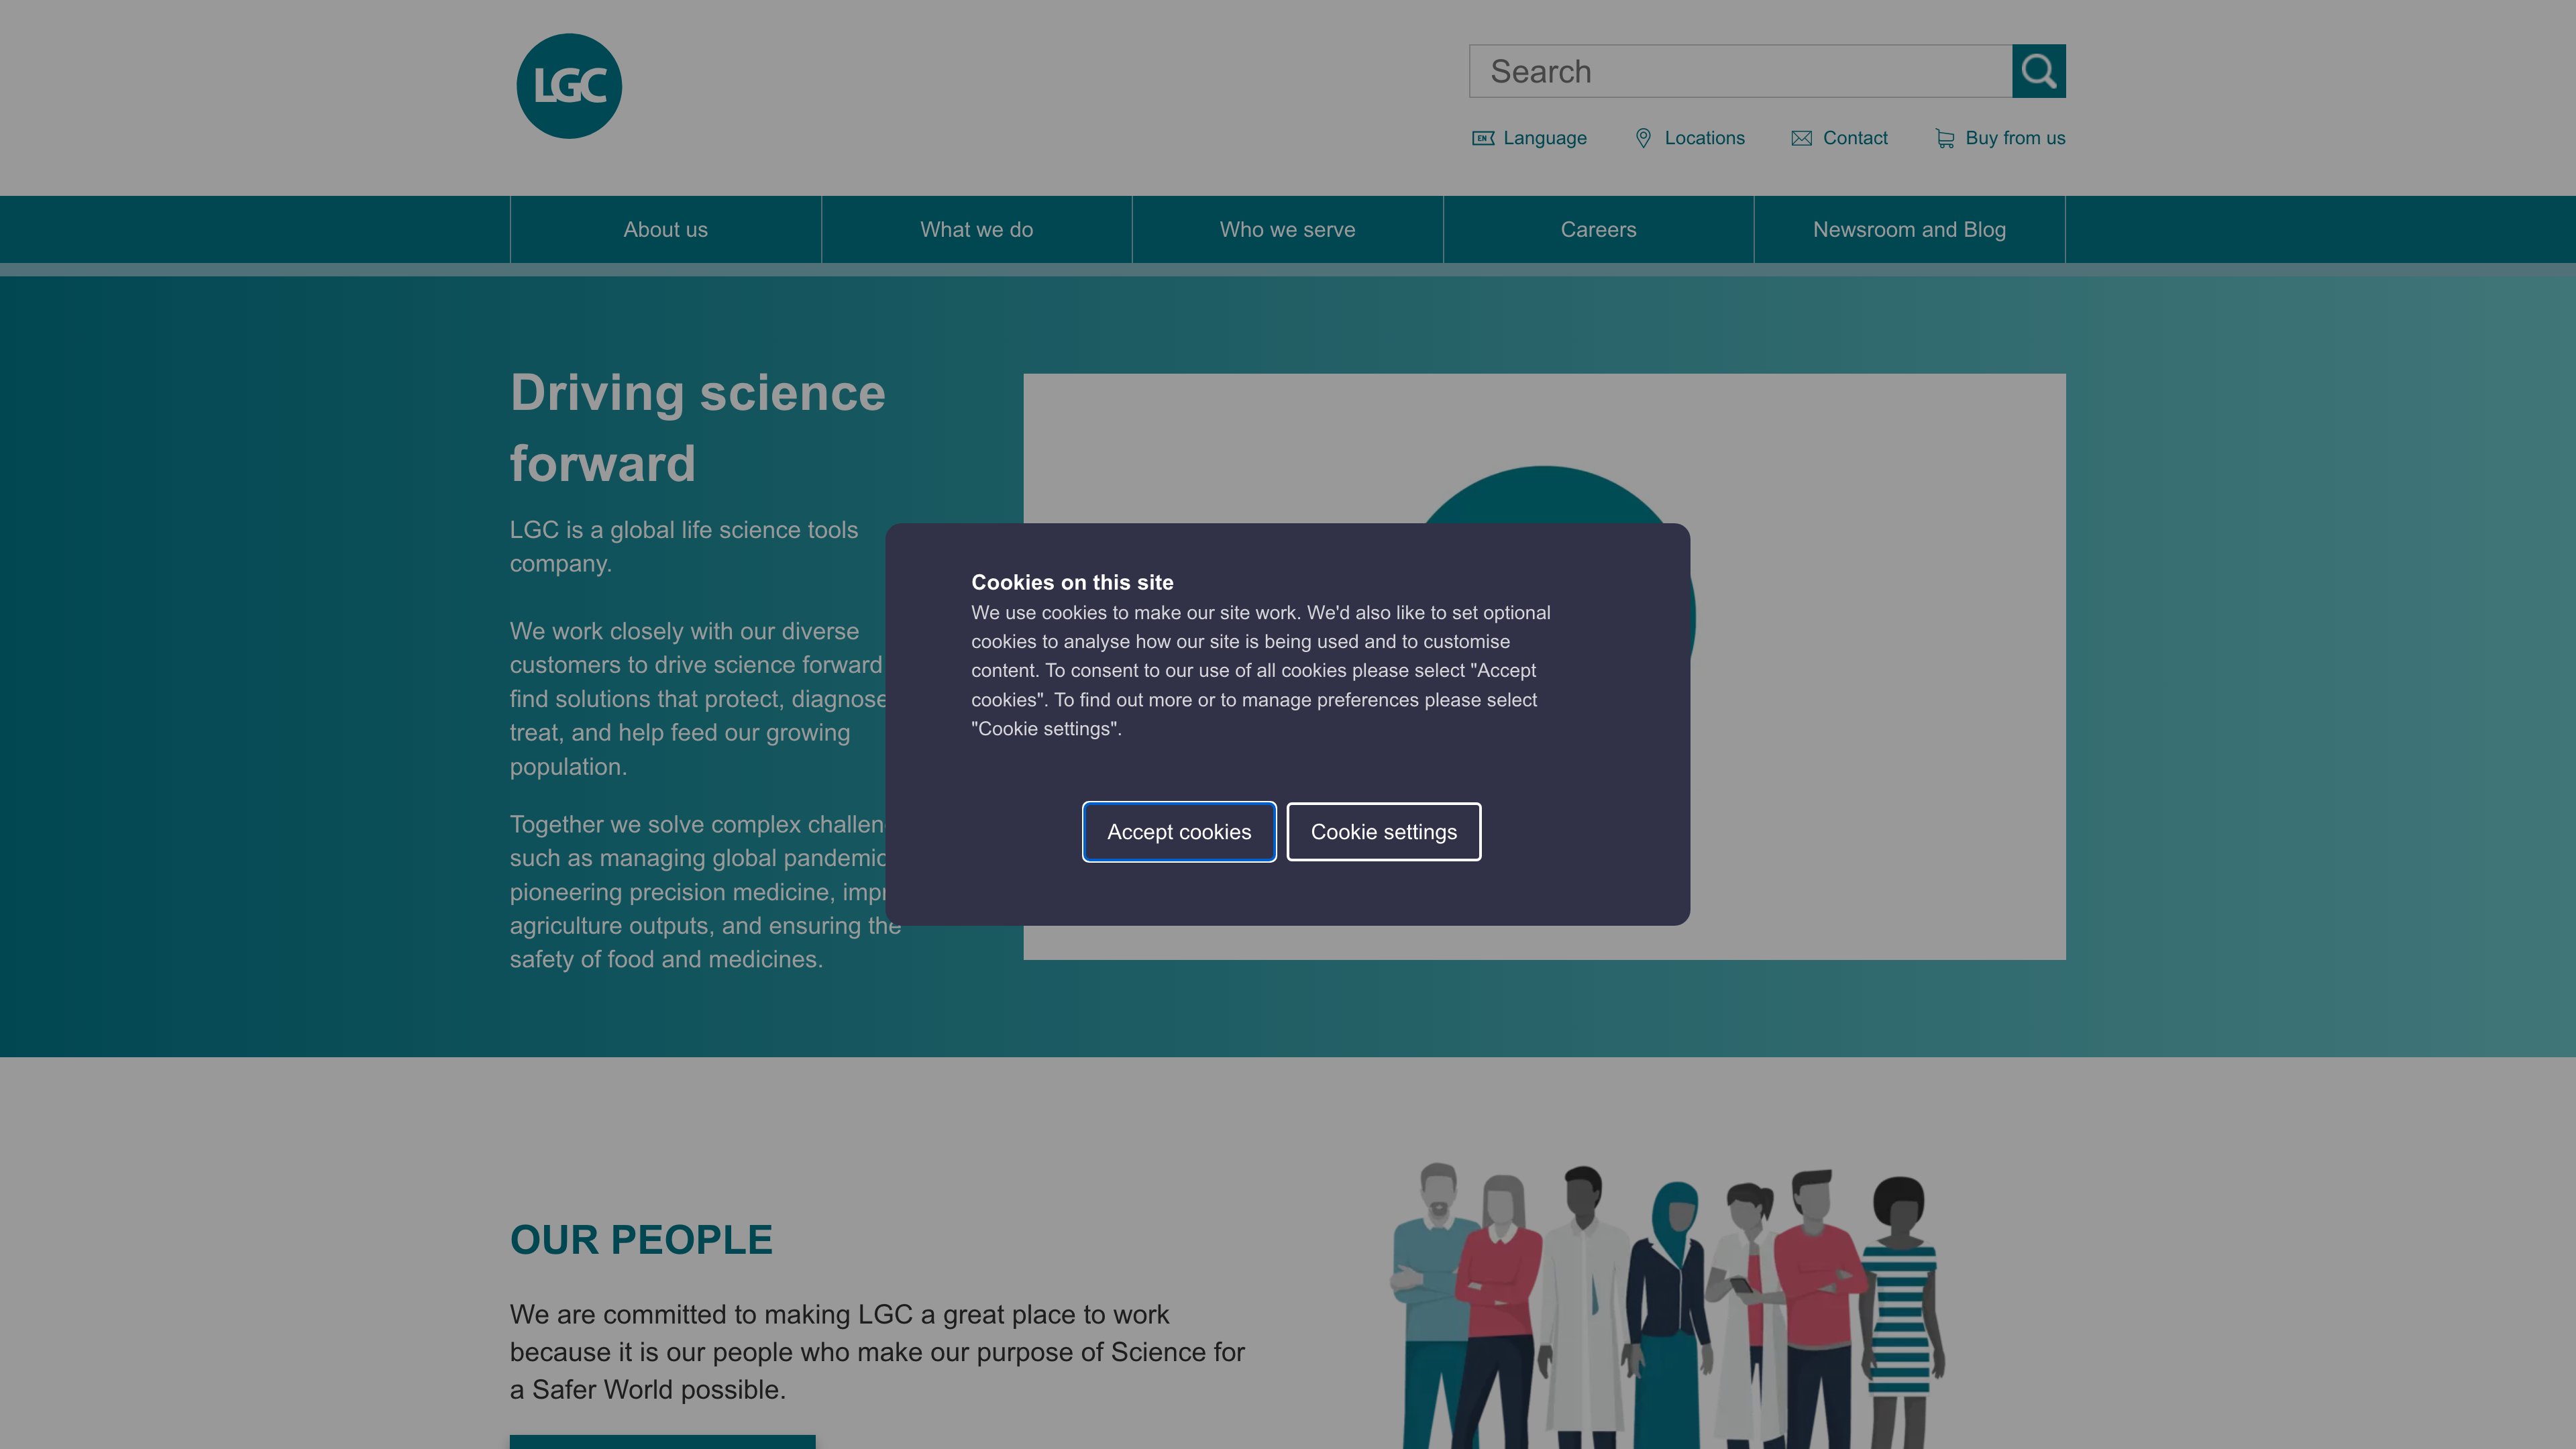 LGC
Search
EN Language
Locations
Contact
Buy from us
About us
What we do
Who we serve
Careers
Newsroom and Blog
Driving science
forward
LGC is a global life science tools
company.
We work closely with our diverse
customers to drive science forward
find solutions that protect, diagnose
treat, and help feed our growing
population.
Together we solve complex
such as managing global
pioneering precision medicine,
agriculture outputs, and ensuring the
safety of food and medicines.
Cookies on this site
We use cookies to make our site work. We'd also like to set optional
cookies to analyse how our site is being used and to customise
content. To consent to our use of all cookies please select "Accept
cookies". To find out more or to manage preferences please select
"Cookie settings".
Accept cookies
Cookie settings
OUR PEOPLE
We are committed to making LGC a great place to work
because it is our people who make our purpose of Science for
a Safer World possible.